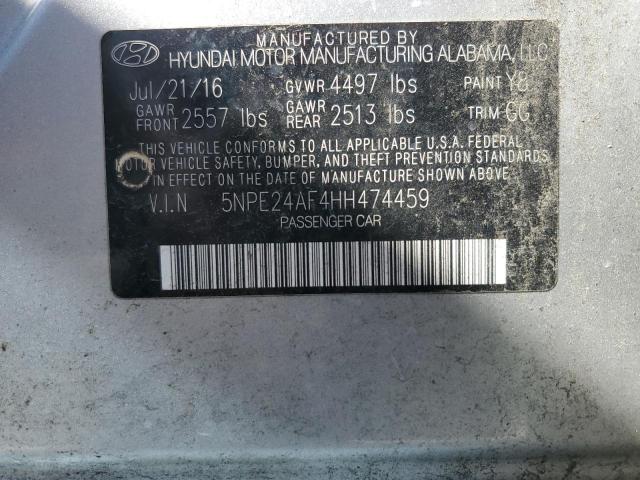 MANUFACTURED BY
HYUNDAI MOTOR MANUFACTURING ALABAMA, LLC
Jul/21/16 GVWR 4497 lbs PAINT Y8
GAWR FRONT 2557 lbs GAWR REAR 2513 lbs TRIM GG
THIS VEHICLE CONFORMS TO ALL APPLICABLE U.S.A. FEDERAL
MOTOR VEHICLE SAFETY, BUMPER, AND THEFT PREVENTION STANDARDS
IN EFFECT ON THE DATE OF MANUFACTURE SHOWN ABOVE.
V.I.N 5NPE24AF4HH474459
PASSENGER CAR